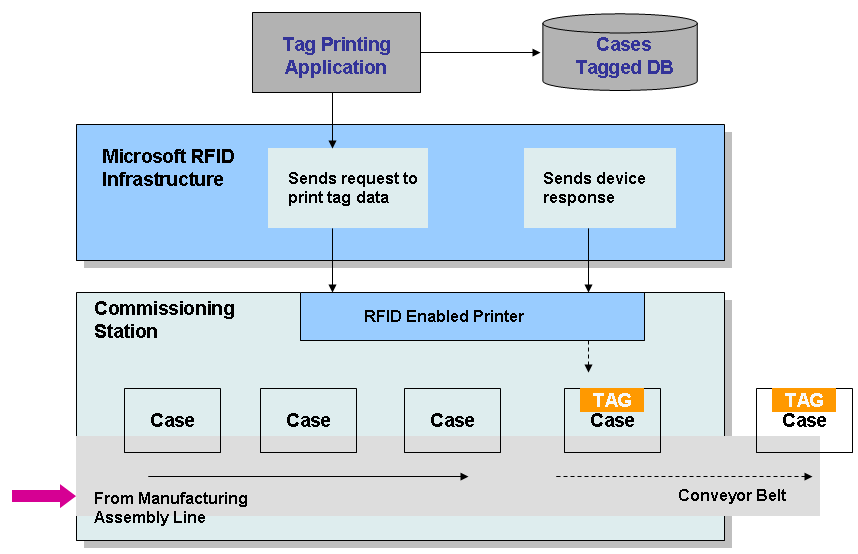 Tag Printing
Application
Cases
Tagged DB
Microsoft RFID
Infrastructure
Sends request to
print tag data
Sends device
response
Commissioning
Station
RFID Enabled Printer
Case
Case
Case
TAG
Case
TAG
Case
From Manufacturing
Assembly Line
Conveyor Belt